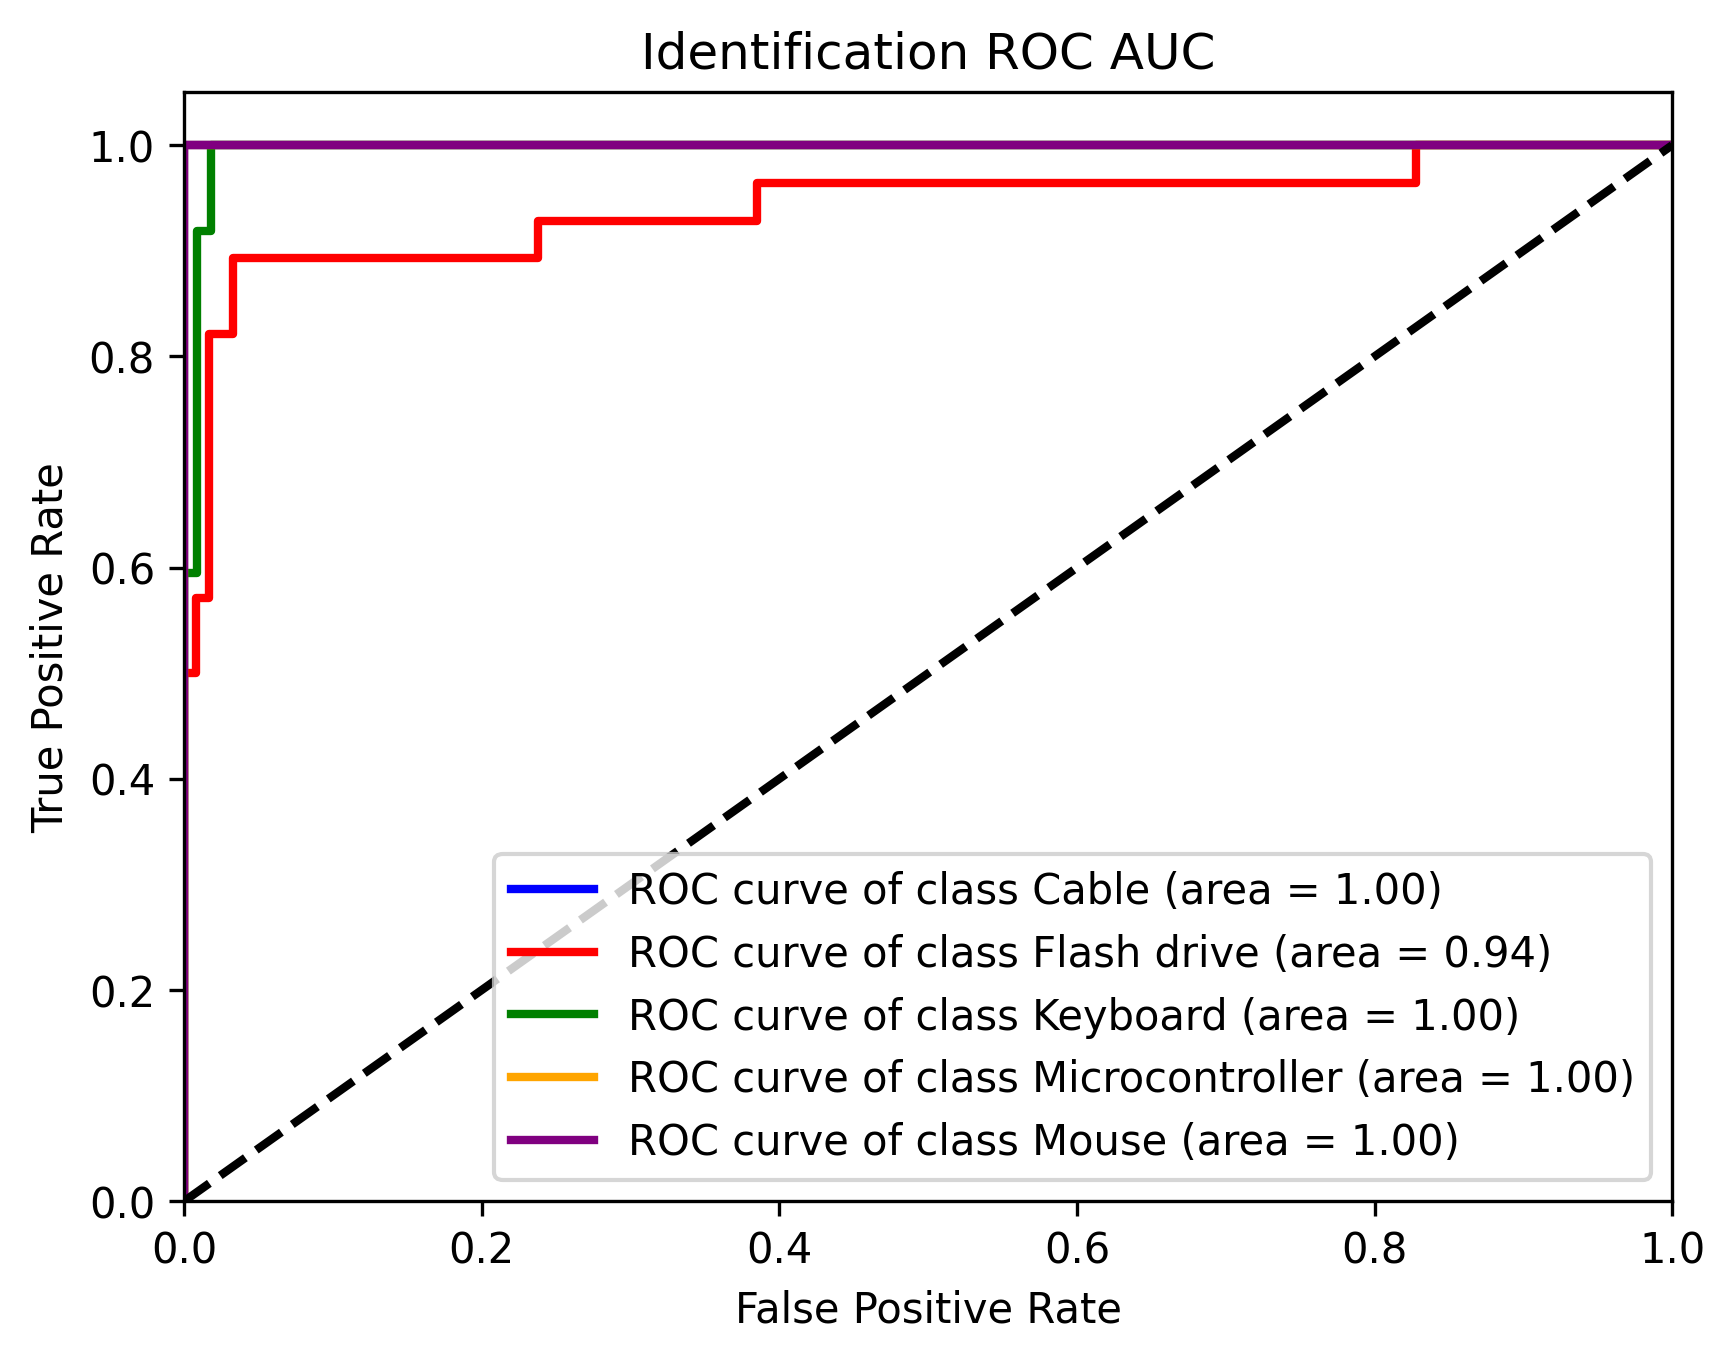 Identification ROC AUC
True Positive Rate
1.0
0.8
0.6
0.4
0.2
0.0
ROC curve of class Cable (area = 1.00)
ROC curve of class Flash drive (area = 0.94)
ROC curve of class Keyboard (area = 1.00)
ROC curve of class Microcontroller (area = 1.00)
ROC curve of class Mouse (area = 1.00)
0.0 0.2 0.4 0.6 0.8 1.0
False Positive Rate